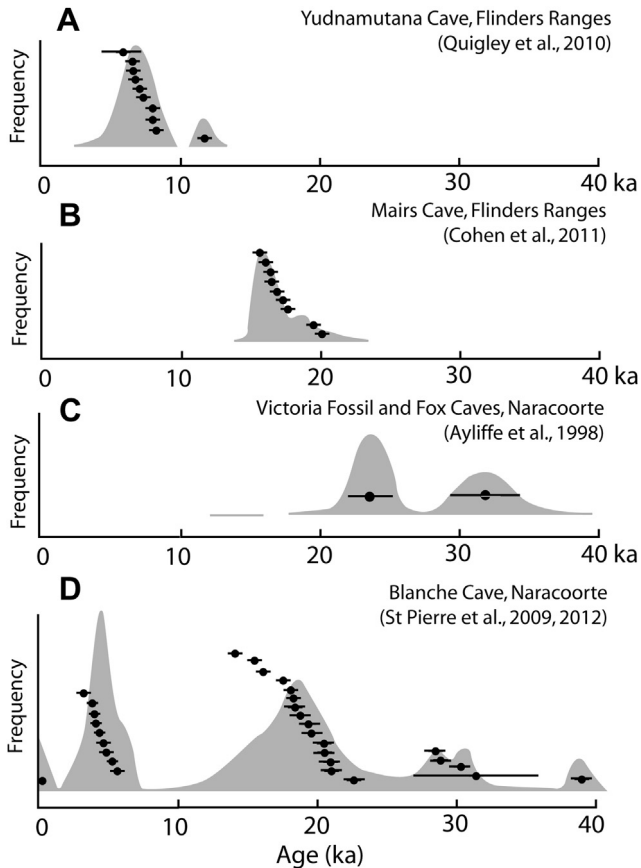 A
Yudnamutana Cave, Flinders Ranges
(Quigley et al., 2010)
Frequency
0 10 20 30 40 ka
B
Mairs Cave, Flinders Ranges
(Cohen et al., 2011)
Frequency
0 10 20 30 40 ka
C
Victoria Fossil and Fox Caves, Naracoorte
(Ayliffe et al., 1998)
Frequency
0 10 20 30 40 ka
D
Blanche Cave, Naracoorte
(St Pierre et al., 2009, 2012)
Frequency
0 10 20 30 40
Age (ka)